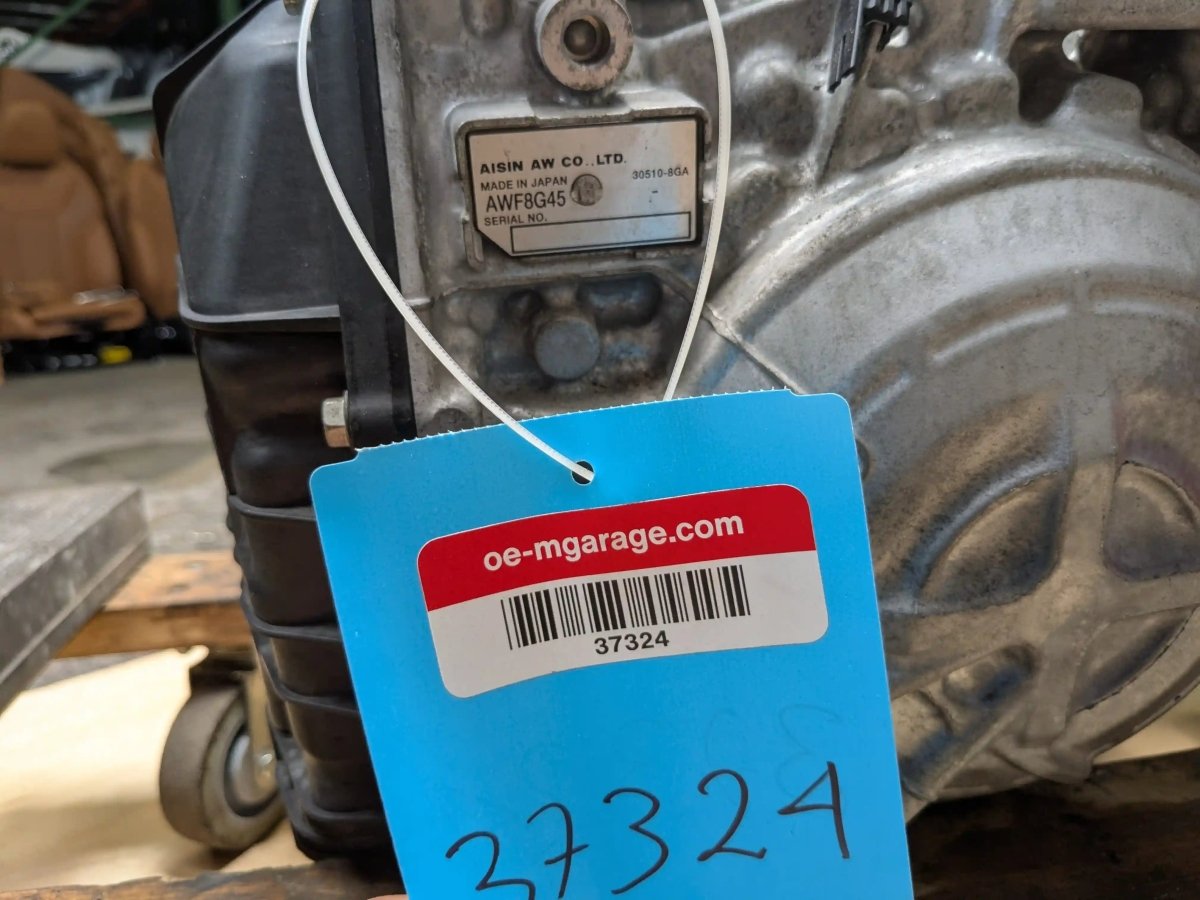 AISIN AW CO.,LTD.
MADE IN JAPAN
30510-8GA
AWF8G45
-
SERIAL NO.
oe-mgarage.com
37324
37324